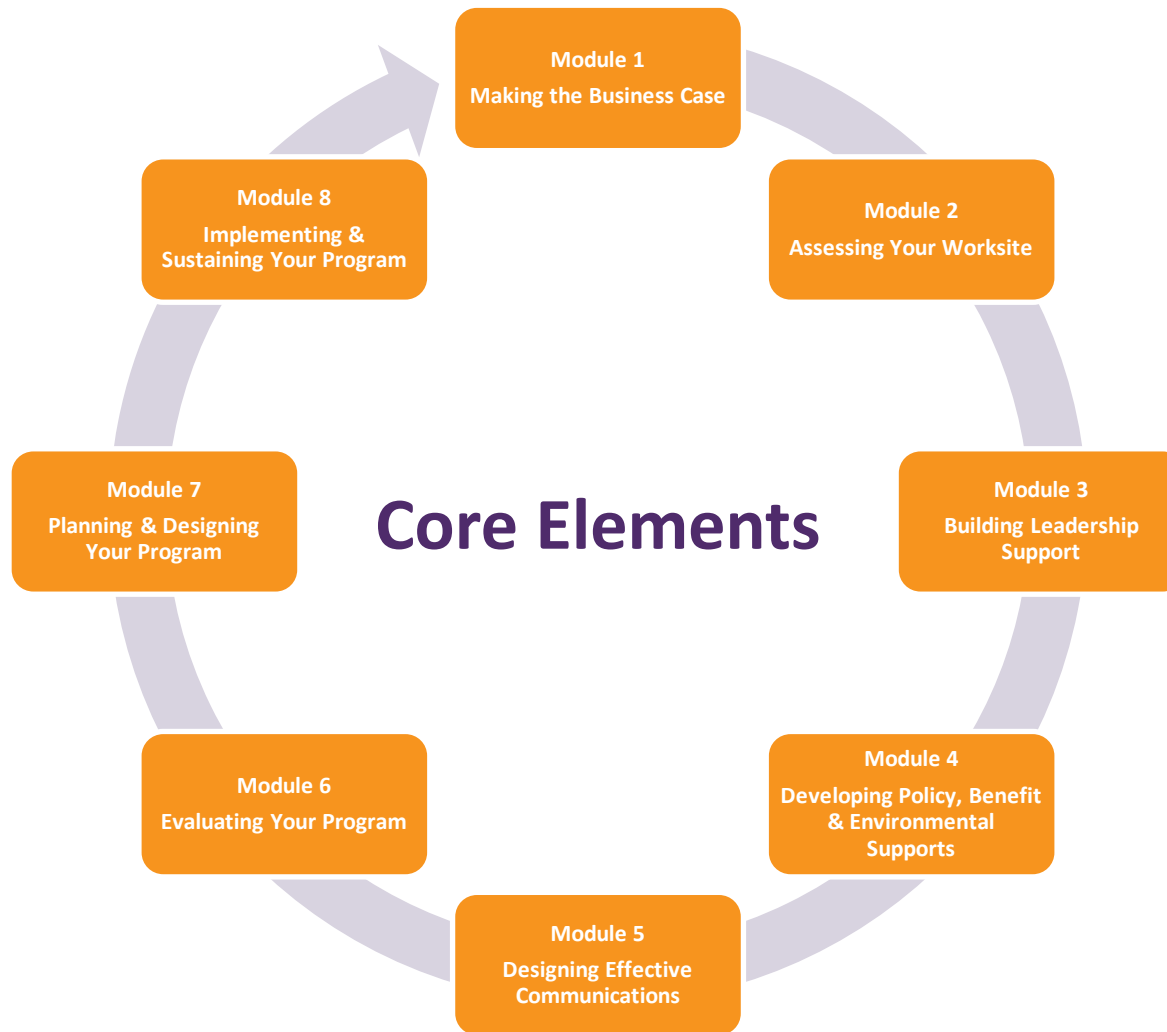 Module 1
Making the Business Case
Module 2
Assessing Your Worksite
Module 3
Building Leadership
Support
Module 4
Developing Policy, Benefit
& Environmental
Supports
Module 5
Designing Effective
Communications
Module 6
Evaluating Your Program
Module 7
Planning & Designing
Your Program
Module 8
Implementing &
Sustaining Your Program
Core Elements